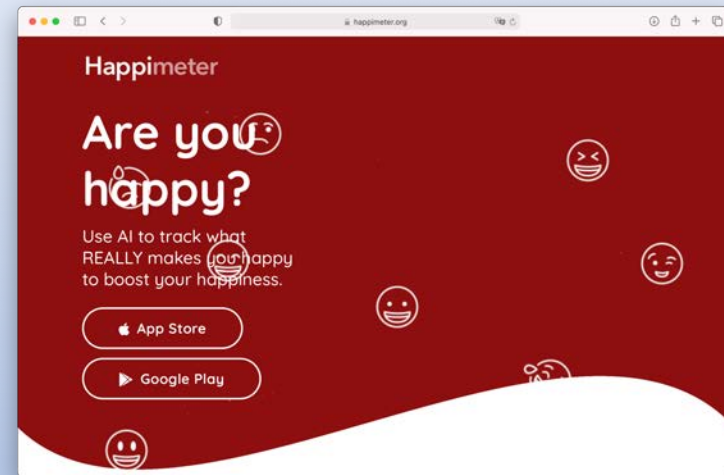 happimeter.org
Happimeter
Are you
happy?
Use AI to track what
REALLY makes you happy
to boost your happiness.
App Store
Google Play